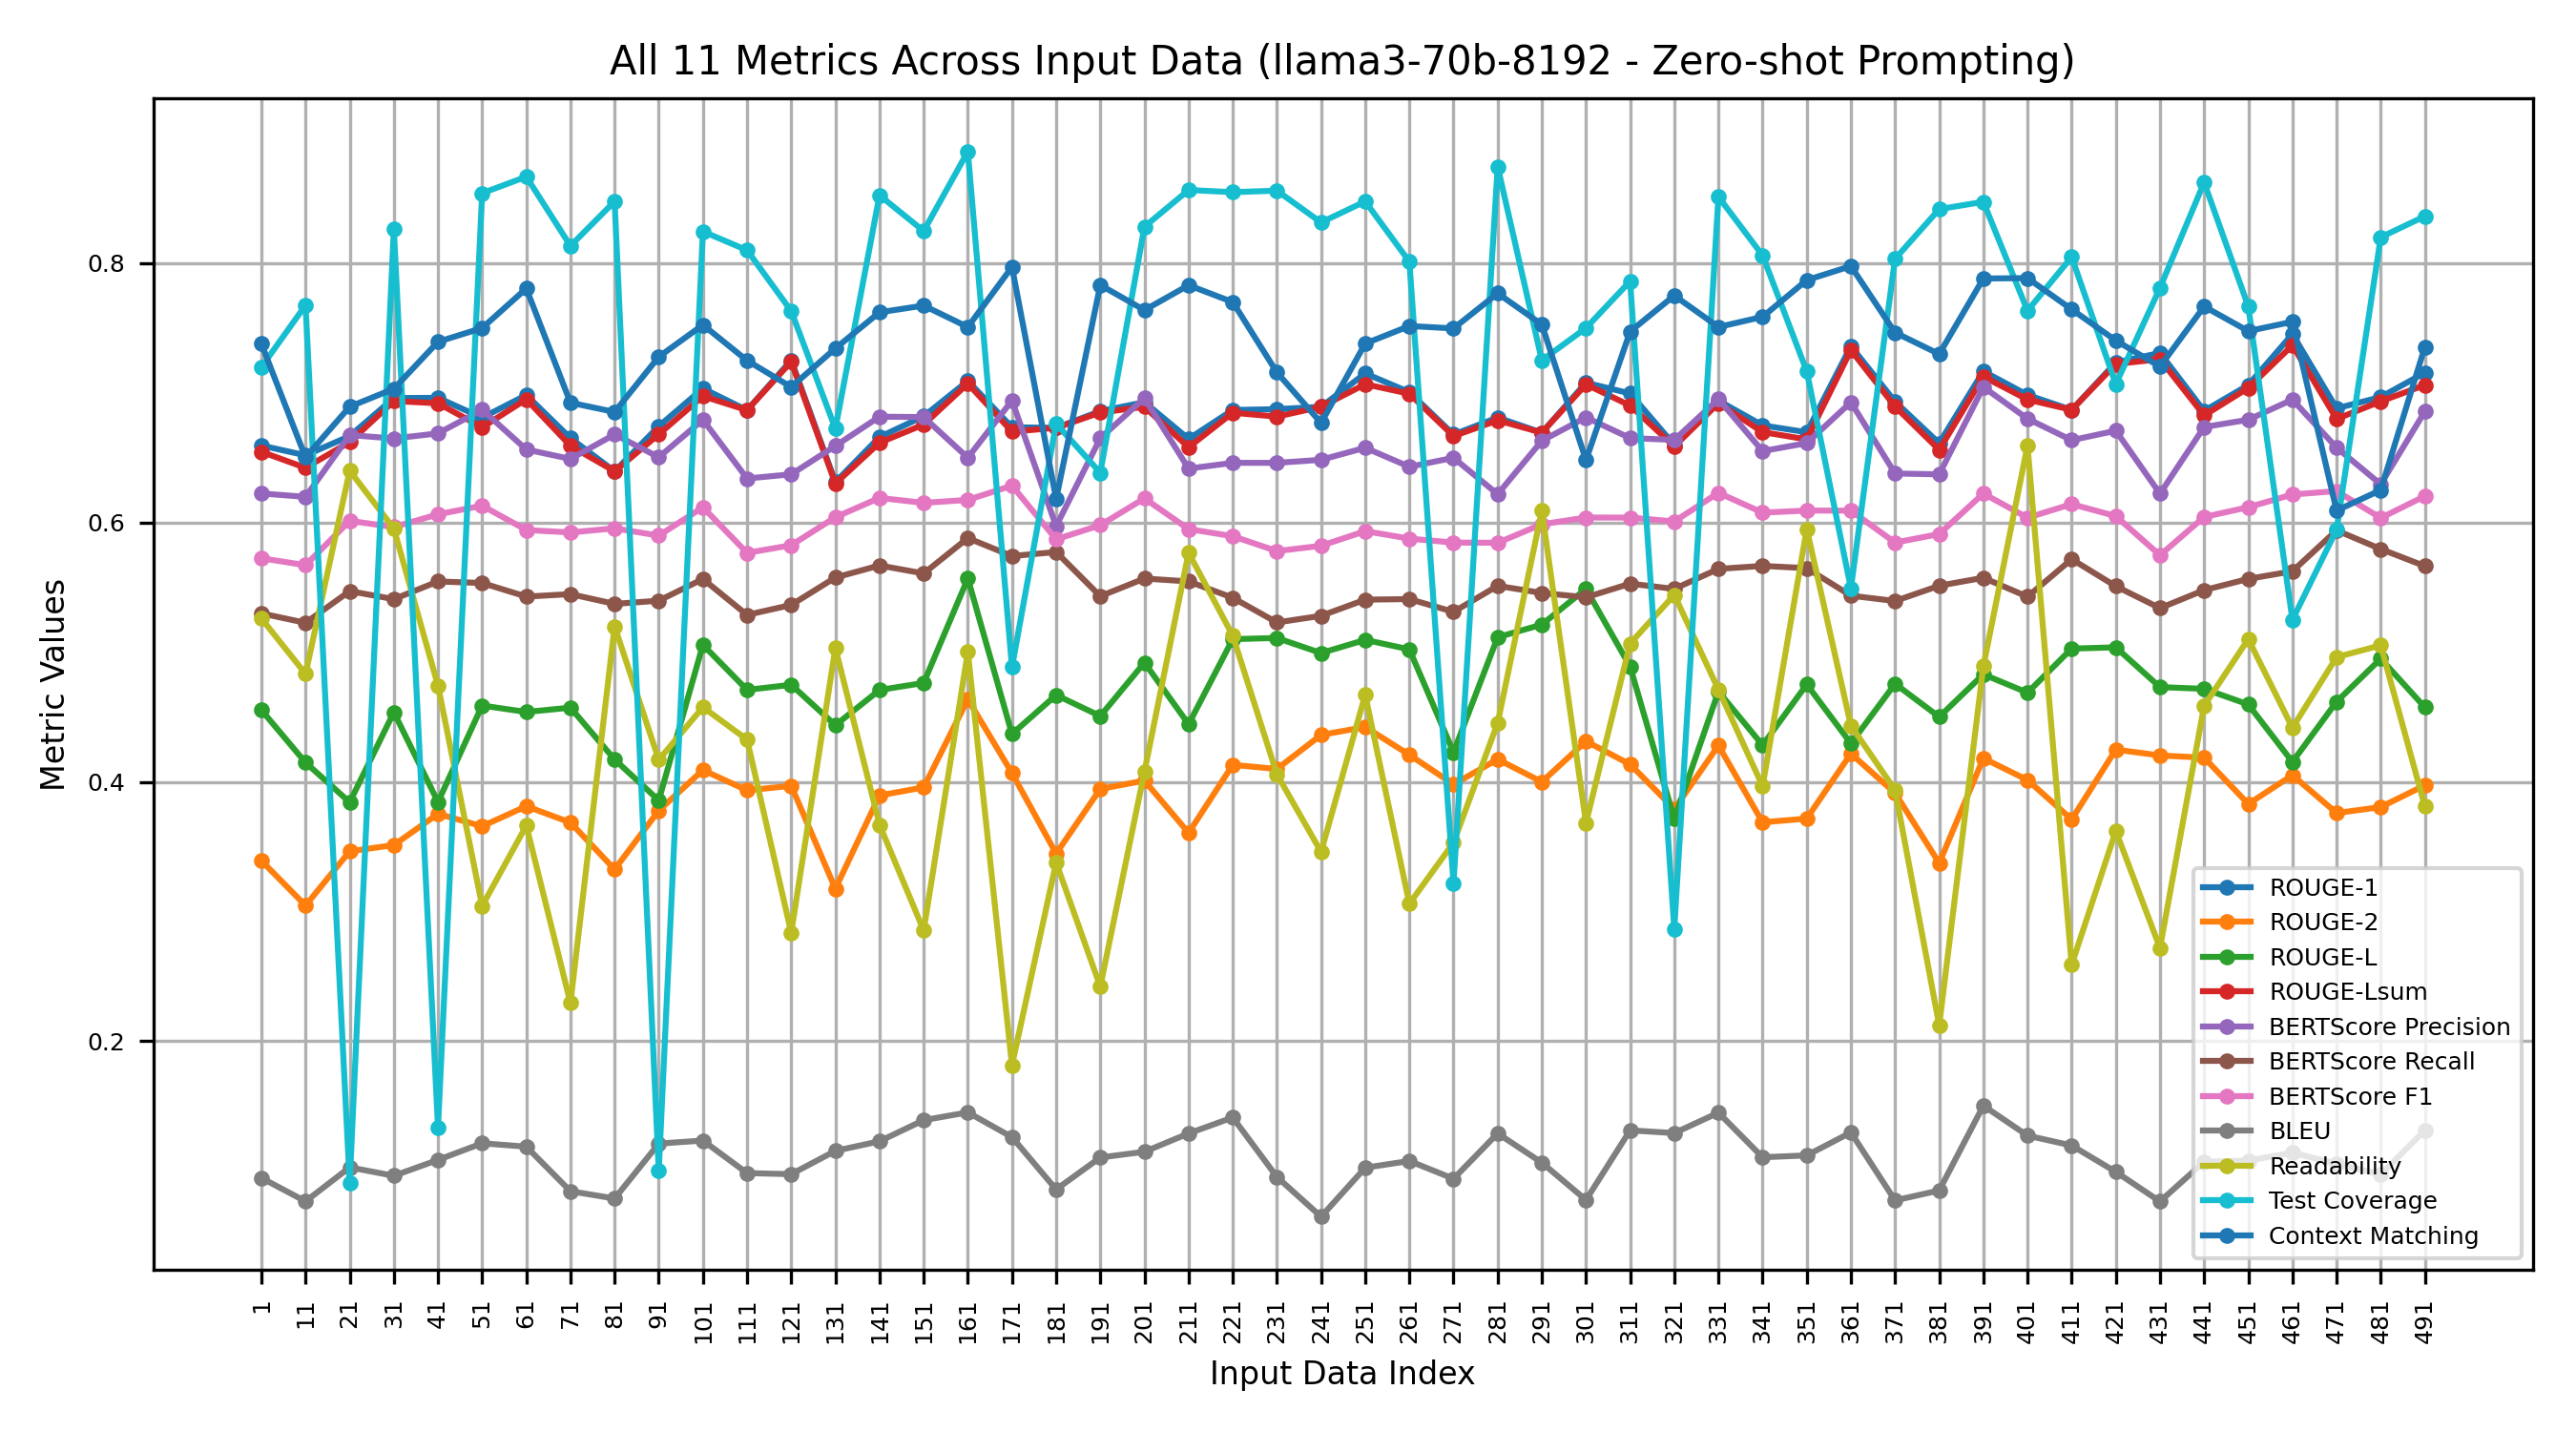 All 11 Metrics Across Input Data (llama3-70b-8192 - Zero-shot Prompting)
Metric Values
0.8
0.6
0.4
0.2
ROUGE-1
ROUGE-2
ROUGE-L
ROUGE-Lsum
BERTScore Precision
BERTScore Recall
BERTScore F1
BLEU
Readability
Test Coverage
Context Matching
1 11 21 31 41 51 61 71 81 91 101 111 121 131 141 151 161 171 181 191 201 211 221 231 241 251 261 271 281 291 301 311 321 331 341 351 361 371 381 391 401 411 421 431 441 451 461 471 481 491
Input Data Index